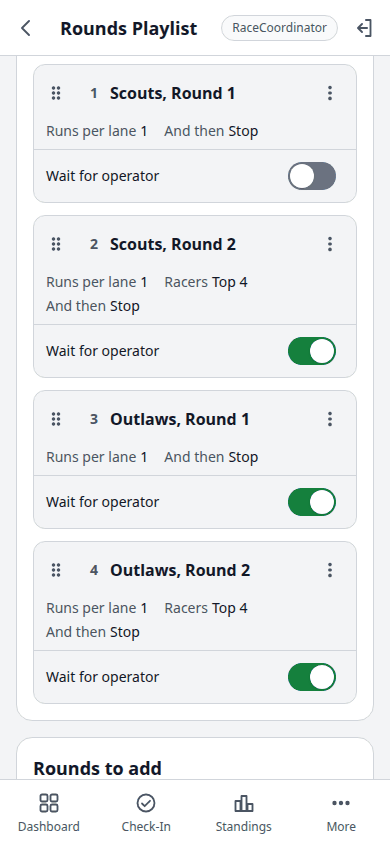 Rounds Playlist RaceCoordinator
1 Scouts, Round 1
Runs per lane 1 And then Stop
Wait for operator
2 Scouts, Round 2
Runs per lane 1 Racers Top 4
And then Stop
Wait for operator
3 Outlaws, Round 1
Runs per lane 1 And then Stop
Wait for operator
4 Outlaws, Round 2
Runs per lane 1 Racers Top 4
And then Stop
Wait for operator
Rounds to add
Dashboard Check-In Standings More